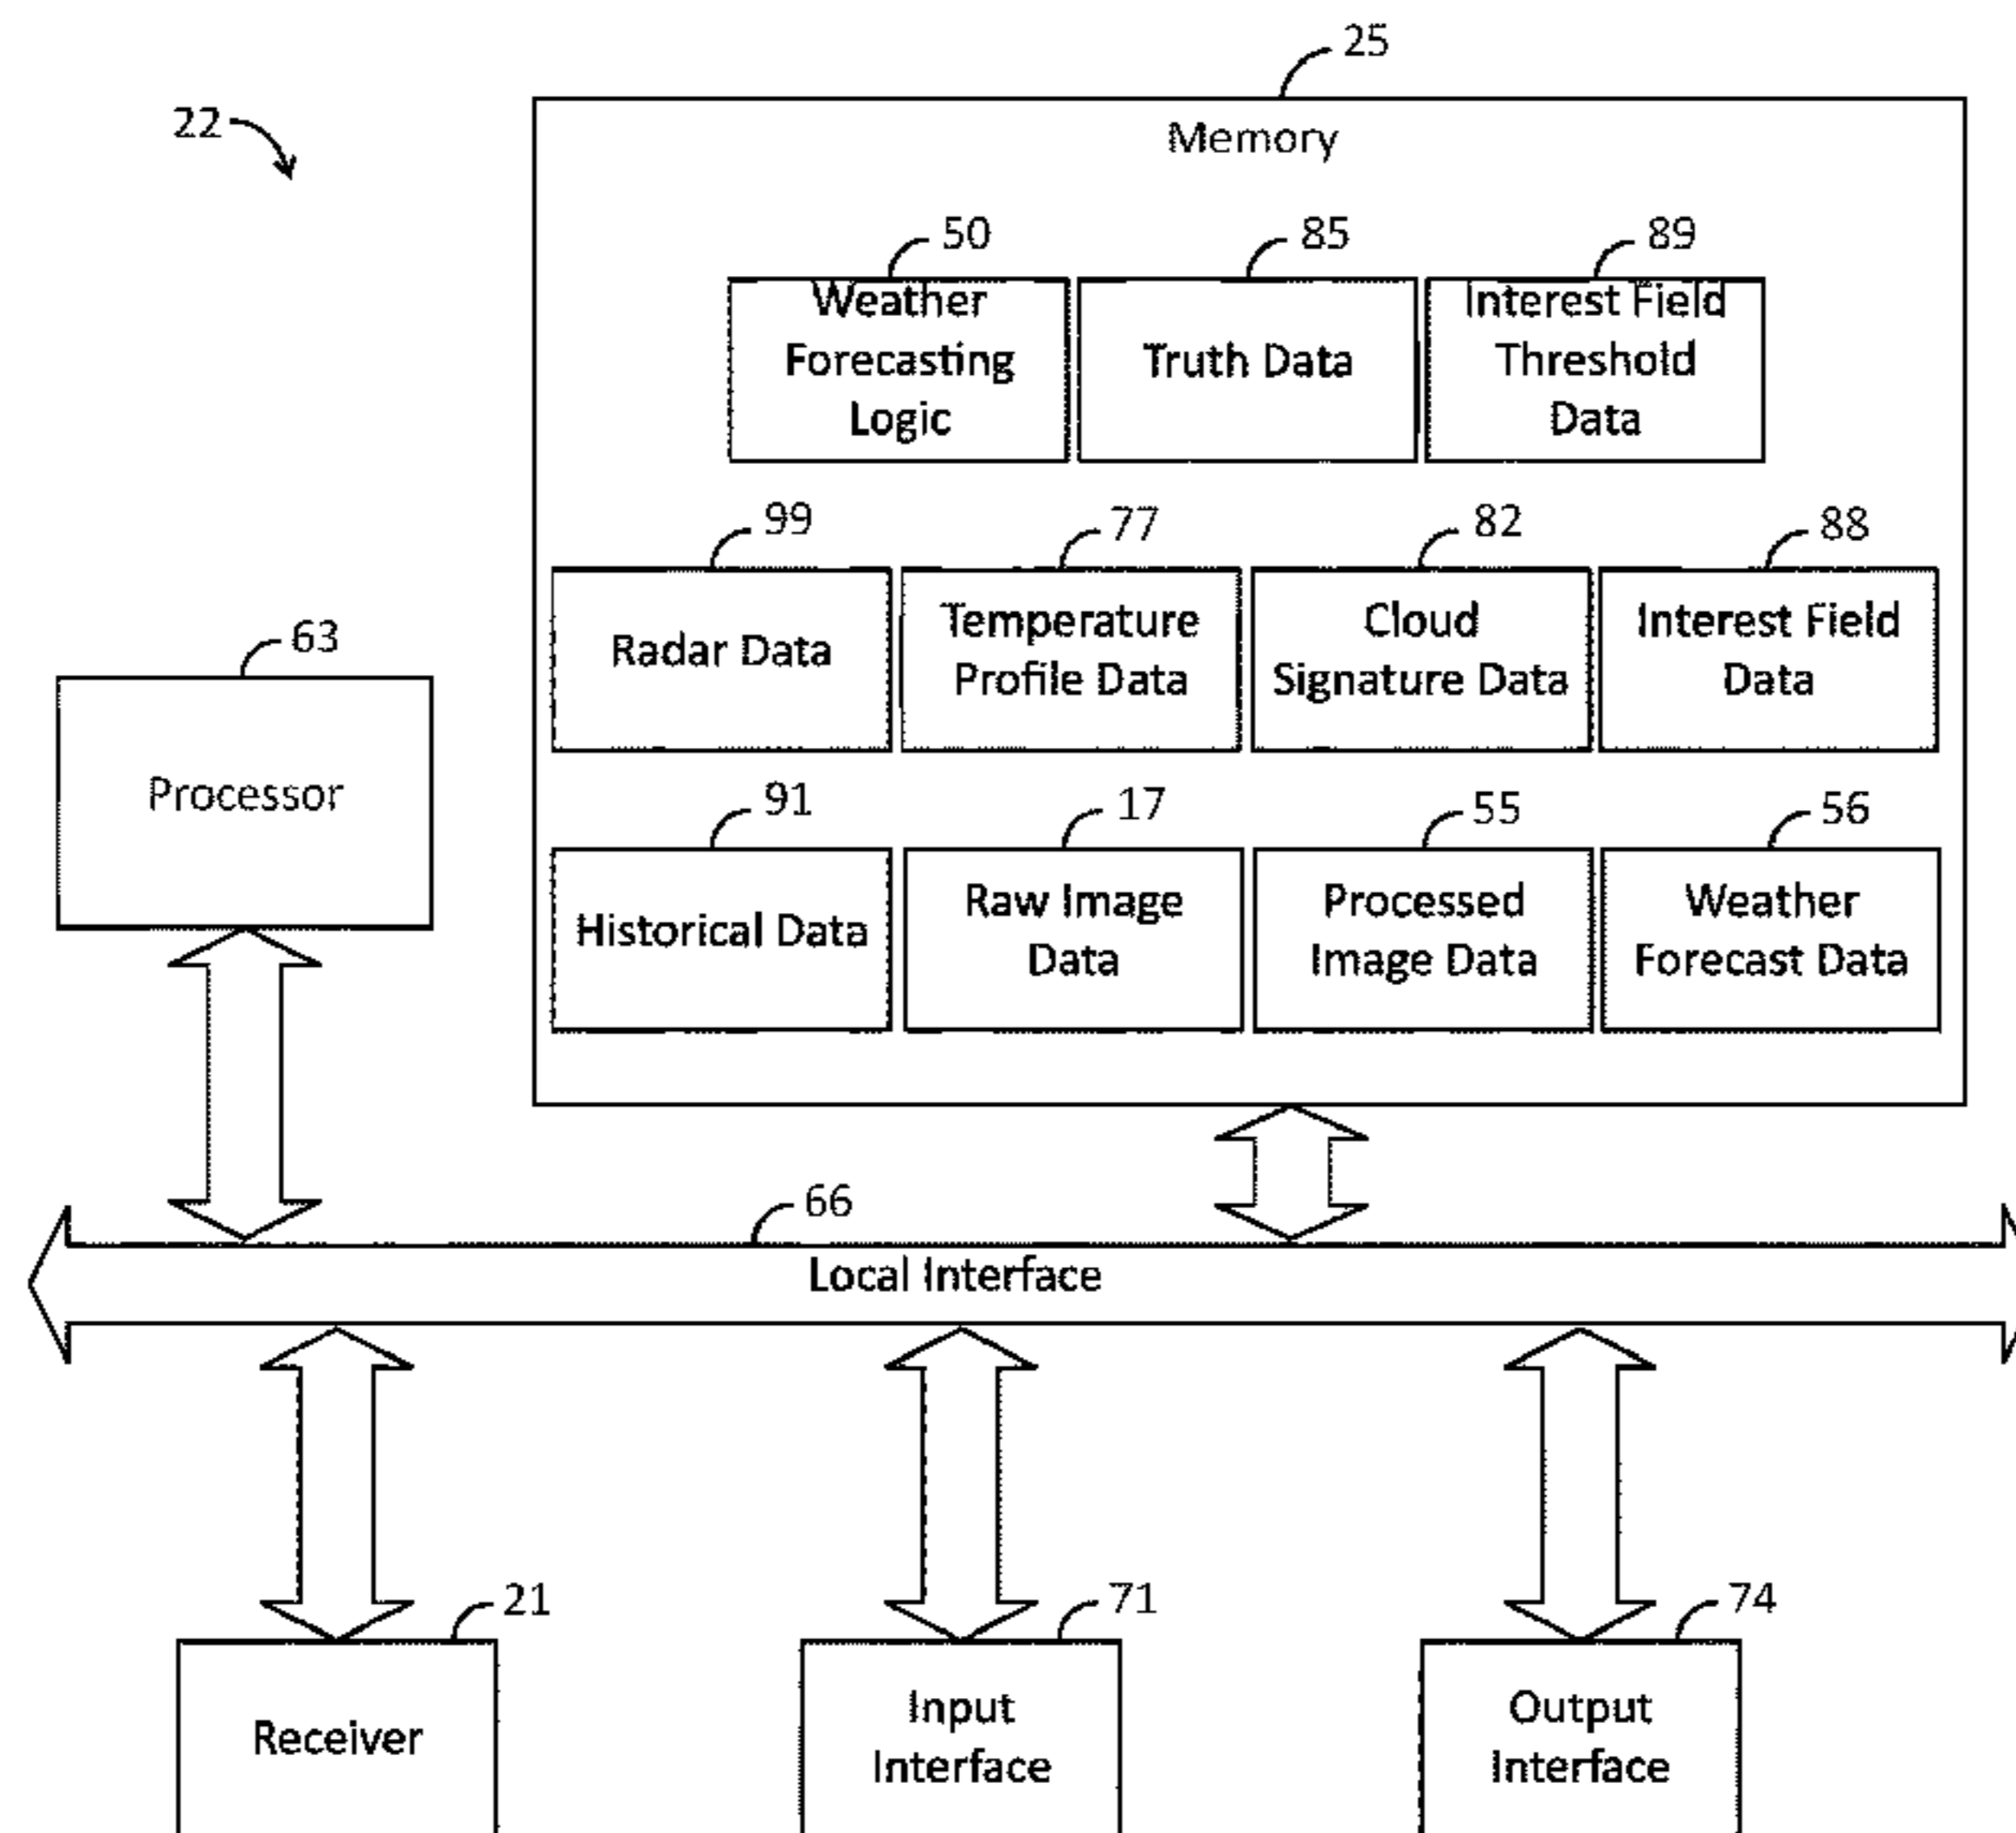 25
22
Memory
50
85
89
Weather
Forecasting
Logic
Truth Data
Interest Field
Threshold
Data
99
77
82
88
Radar Data
Temperature
Profile Data
Cloud
Signature Data
Interest Field
Data
63
Processor
91
17
55
56
Historical Data
Raw Image
Data
Processed
Image Data
Weather
Forecast Data
66
Local Interface
21
71
74
Receiver
Input
Interface
Output
Interface